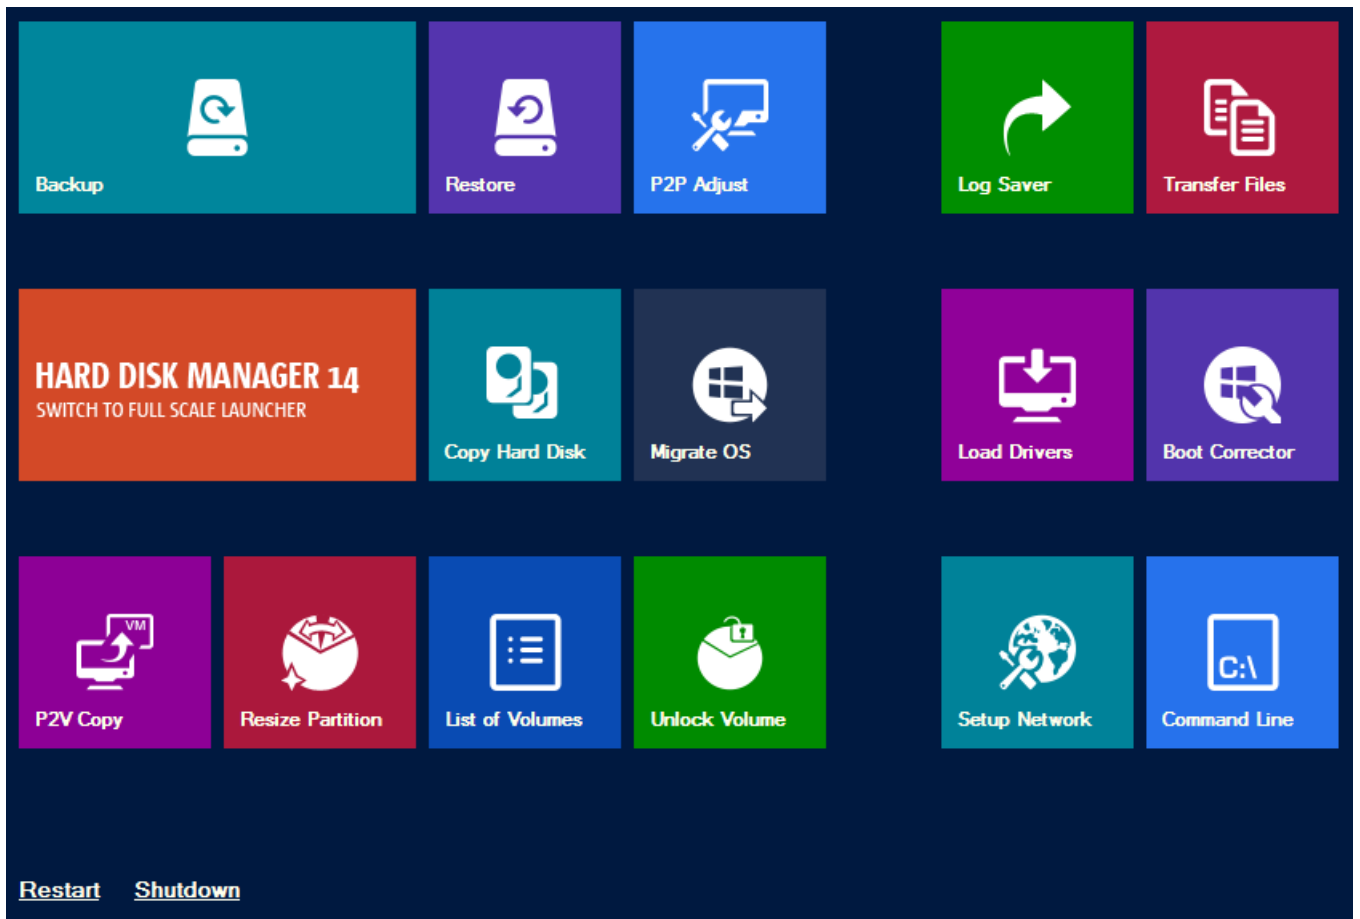 Backup
Restore
P2P Adjust
Log Saver
Transfer Files
HARD DISK MANAGER 14
SWITCH TO FULL SCALE LAUNCHER
Copy Hard Disk
Migrate OS
Load Drivers
Boot Corrector
VM
P2V Copy
Resize Partition
List of Volumes
Unlock Volume
Setup Network
C:\
Command Line
Restart
Shutdown